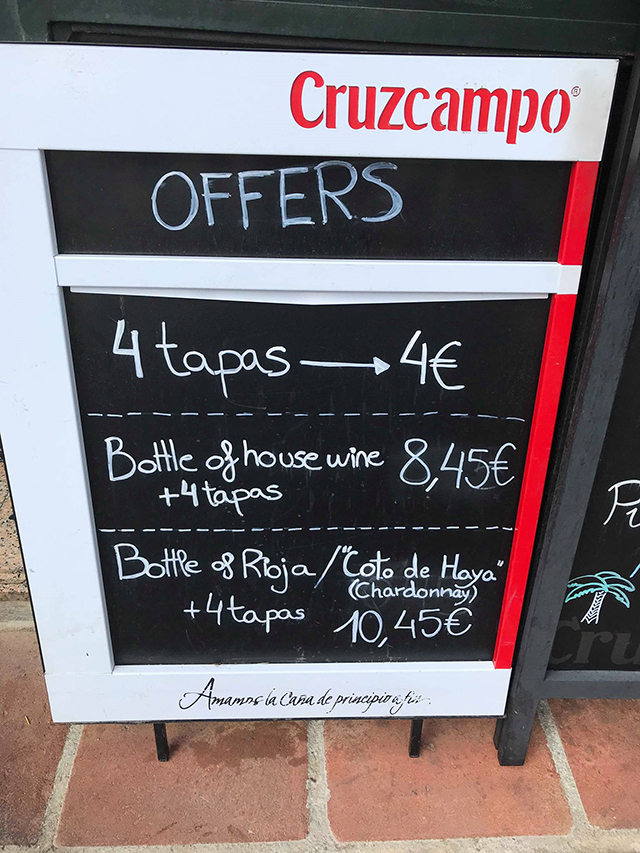 Cruzcampo®
OFFERS
4 tapas → 4€
Bottle of house wine 8,45€
+4 tapas
Bottle of Rioja / "Coto de Haya"
(Chardonnay)
+4 tapas 10,45€
Amamos la Caña de principio a fin.
Cru